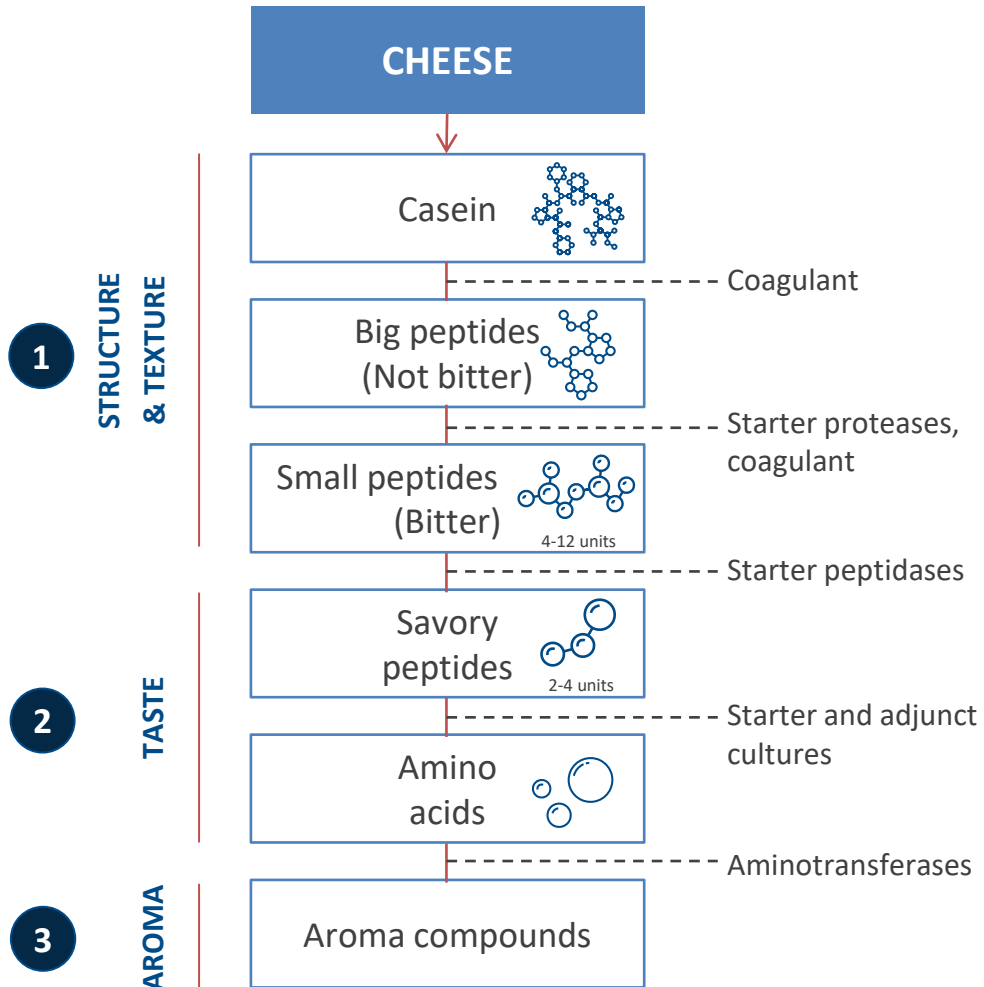 CHEESE
Casein
Coagulant
1
STRUCTURE
& TEXTURE
Big peptides
(Not bitter)
Starter proteases,
coagulant
Small peptides
(Bitter)
4-12 units
Starter peptidases
2
TASTE
Savory
peptides
2-4 units
Starter and adjunct
cultures
Amino
acids
Aminotransferases
3
AROMA
Aroma compounds